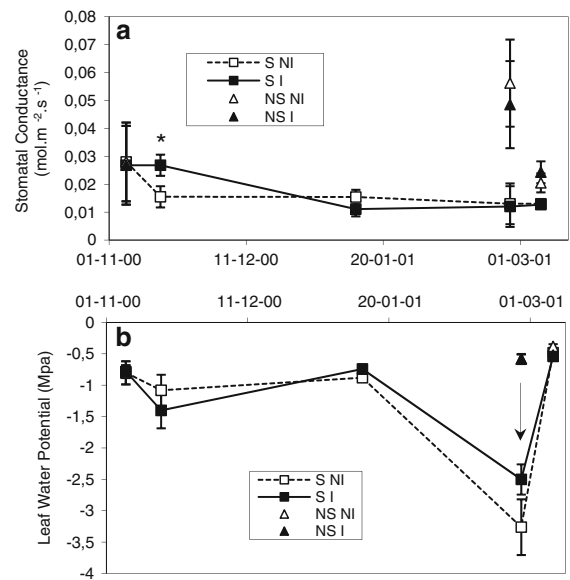 a
Stomatal Conductance
(mol.m⁻².s⁻¹)
0,08
0,07
0,06
0,05
0,04
0,03
0,02
0,01
0
S NI
S I
NS NI
NS I
*
01-11-00 11-12-00 20-01-01 01-03-01
01-11-00 11-12-00 20-01-01 01-03-01
b
Leaf Water Potential (Mpa)
0
-0,5
-1
-1,5
-2
-2,5
-3
-3,5
-4
S NI
S I
NS NI
NS I